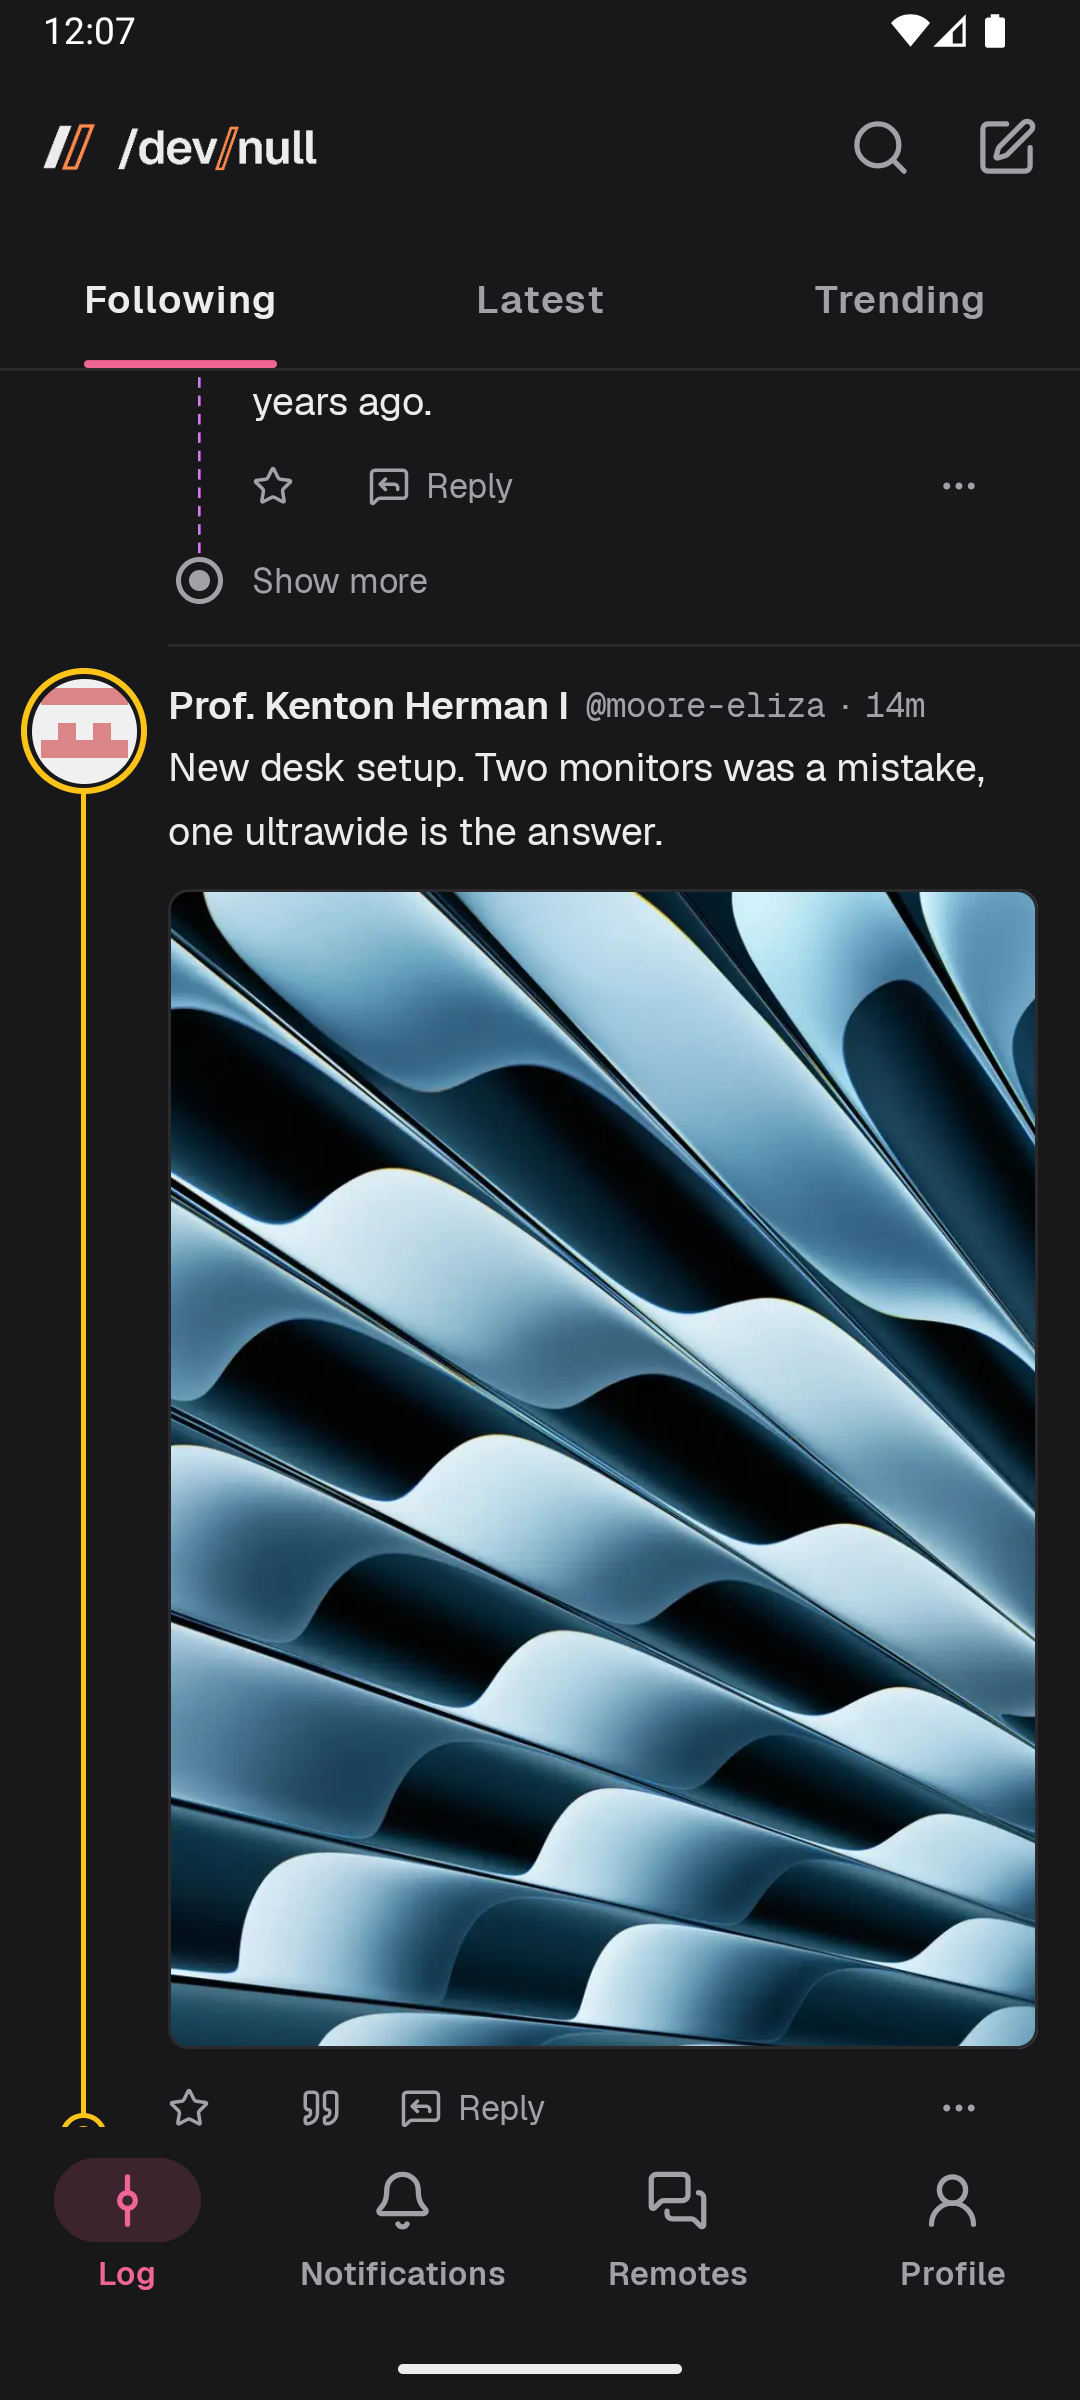 12:07
/dev/null
Following
Latest
Trending
years ago.
Reply
Show more
Prof. Kenton Herman I @moore-eliza · 14m
New desk setup. Two monitors was a mistake,
one ultrawide is the answer.
Reply
Log
Notifications
Remotes
Profile